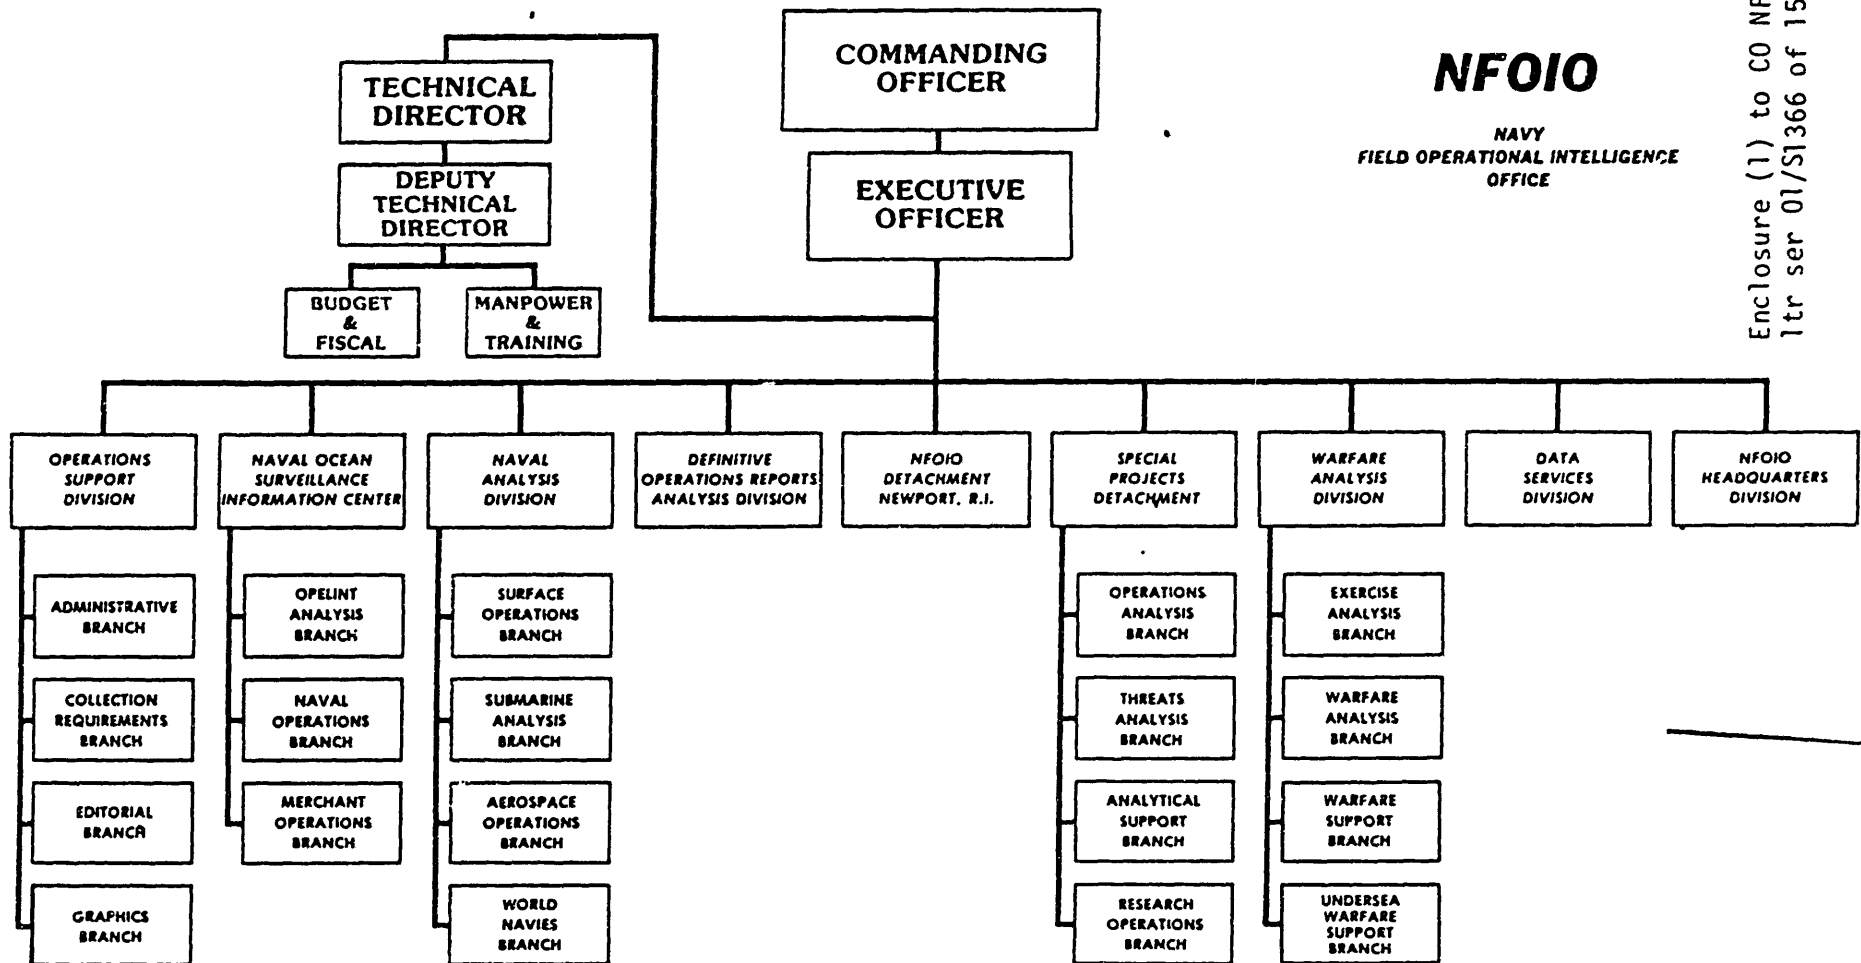 COMMANDING
OFFICER
EXECUTIVE
OFFICER
TECHNICAL
DIRECTOR
DEPUTY
TECHNICAL
DIRECTOR
BUDGET
&
FISCAL
MANPOWER
&
TRAINING
NFOIO
NAVY
FIELD OPERATIONAL INTELLIGENCE
OFFICE
Enclosure (1) to CO
ltr ser 01/S1366 of 15
OPERATIONS
SUPPORT
DIVISION
ADMINISTRATIVE
BRANCH
COLLECTION
REQUIREMENTS
BRANCH
EDITORIAL
BRANCH
GRAPHICS
BRANCH
NAVAL OCEAN
SURVEILLANCE
INFORMATION CENTER
OPELINT
ANALYSIS
BRANCH
NAVAL
OPERATIONS
BRANCH
MERCHANT
OPERATIONS
BRANCH
NAVAL
ANALYSIS
DIVISION
SURFACE
OPERATIONS
BRANCH
SUBMARINE
ANALYSIS
BRANCH
AEROSPACE
OPERATIONS
BRANCH
WORLD
NAVIES
BRANCH
DEFINITIVE
OPERATIONS REPORTS
ANALYSIS DIVISION
NFOIO
DETACHMENT
NEWPORT, R.I.
SPECIAL
PROJECTS
DETACHMENT
OPERATIONS
ANALYSIS
BRANCH
THREATS
ANALYSIS
BRANCH
ANALYTICAL
SUPPORT
BRANCH
RESEARCH
OPERATIONS
BRANCH
WARFARE
ANALYSIS
DIVISION
EXERCISE
ANALYSIS
BRANCH
WARFARE
ANALYSIS
BRANCH
WARFARE
SUPPORT
BRANCH
UNDERSEA
WARFARE
SUPPORT
BRANCH
DATA
SERVICES
DIVISION
NFOIO
HEADQUARTERS
DIVISION